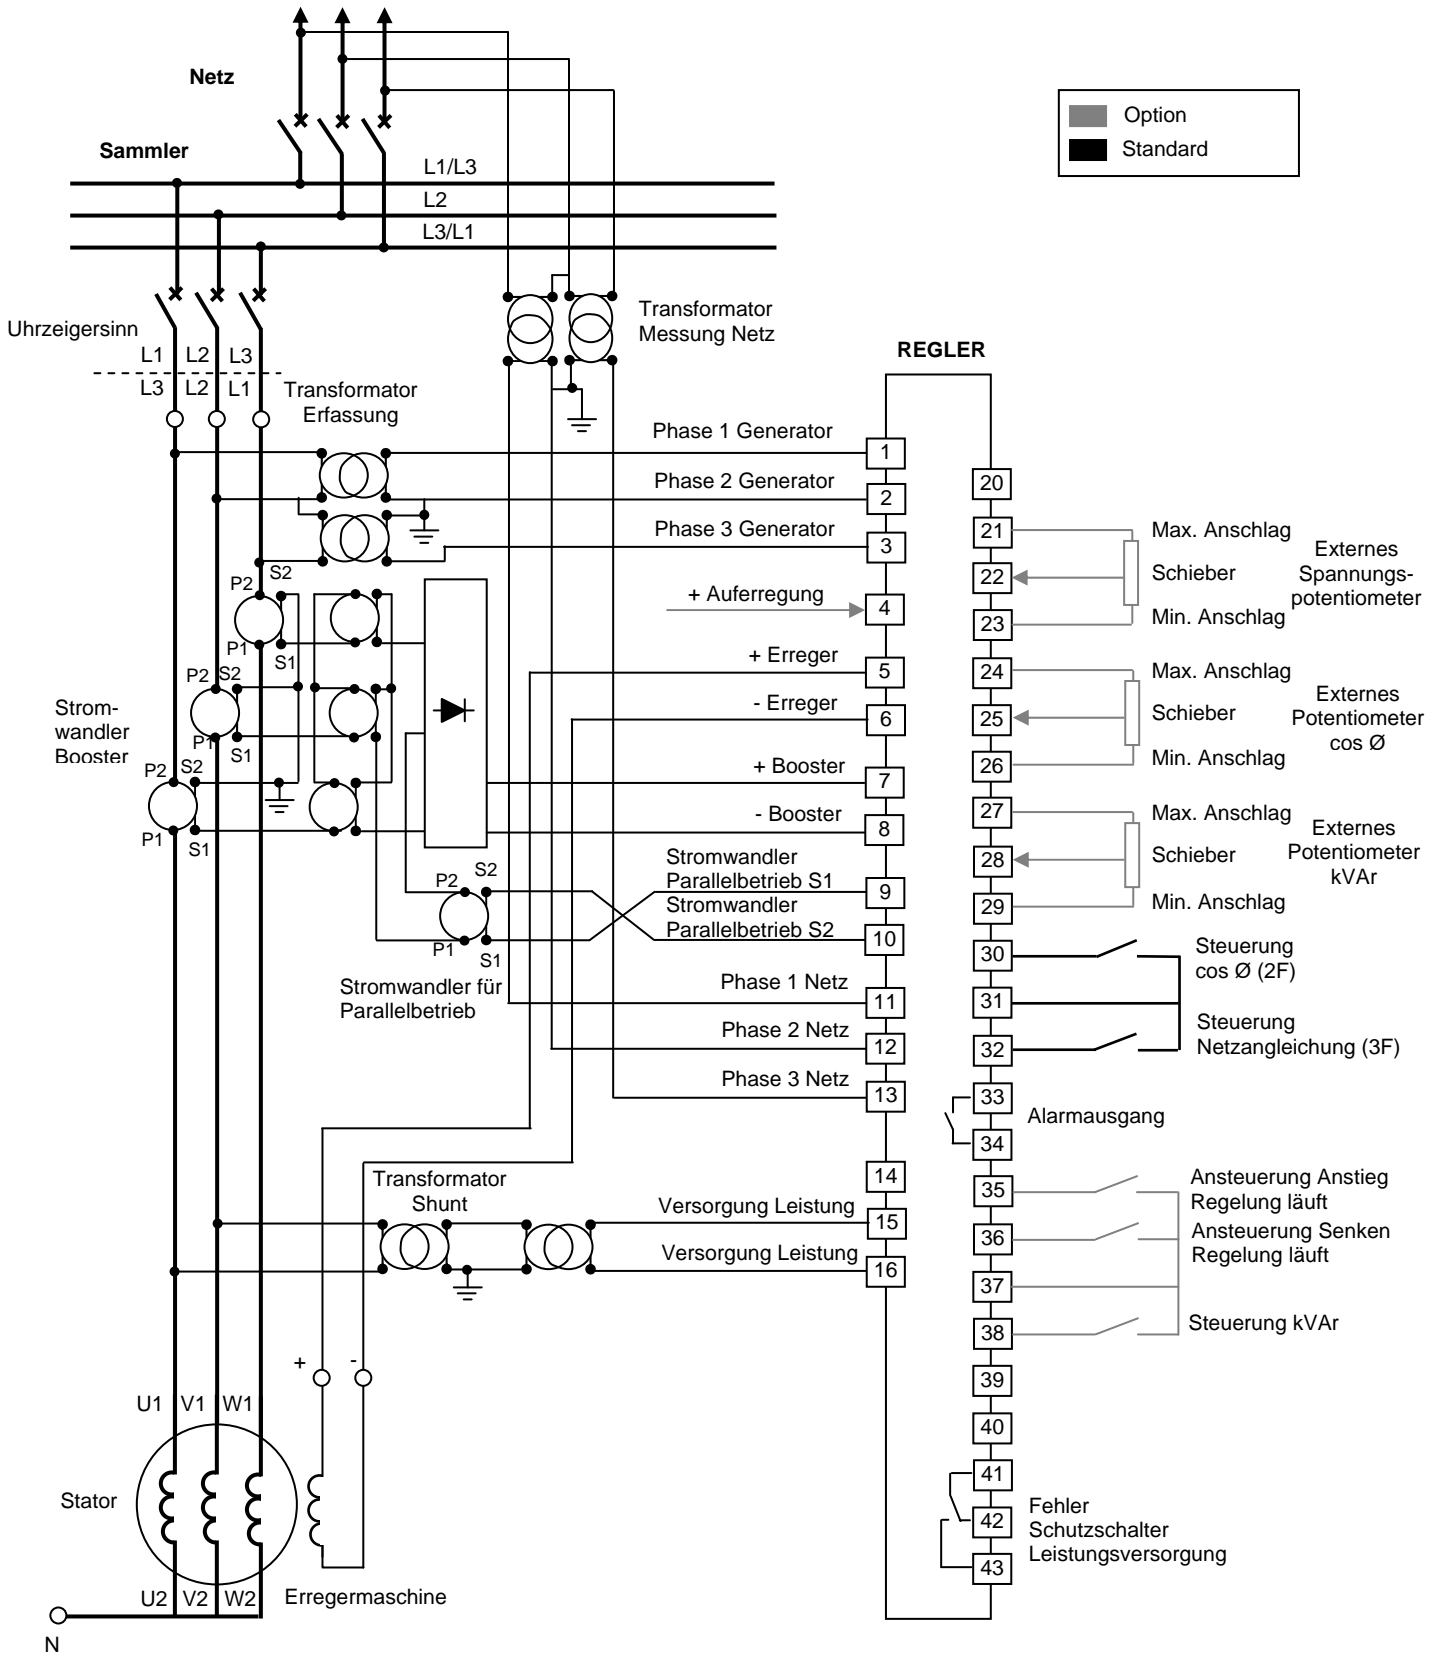 Netz
Option
Standard
Sammler
L1/L3
L2
L3/L1
Uhrzeigersinn
L1 L2 L3
L3 L2 L1
Transformator
Erfassung
Transformator
Messung Netz
REGLER
Phase 1 Generator
1
Phase 2 Generator
2
Phase 3 Generator
3
+ Auferregung
4
+ Erreger
5
- Erreger
6
+ Booster
7
- Booster
8
Stromwandler
Parallelbetrieb S1
9
Stromwandler
Parallelbetrieb S2
10
Phase 1 Netz
11
Phase 2 Netz
12
Phase 3 Netz
13
14
Versorgung Leistung
15
Versorgung Leistung
16
P2
S2
P1
S1
P2
S2
P1
S1
P2
S2
P1
S1
Strom-
wandler
Booster
P2
S2
P1
S1
Stromwandler für
Parallelbetrieb
Transformator
Shunt
+
-
U1 V1 W1
Stator
U2 V2 W2
Erregermaschine
N
20
21
Max. Anschlag
22
Schieber
23
Min. Anschlag
Externes
Spannungs-
potentiometer
24
Max. Anschlag
25
Schieber
26
Min. Anschlag
Externes
Potentiometer
cos Ø
27
Max. Anschlag
28
Schieber
29
Min. Anschlag
Externes
Potentiometer
kVAr
30
Steuerung
cos Ø (2F)
31
32
Steuerung
Netzangleichung (3F)
33
34
Alarmausgang
35
Ansteuerung Anstieg
Regelung läuft
36
Ansteuerung Senken
Regelung läuft
37
38
Steuerung kVAr
39
40
41
42
43
Fehler
Schutzschalter
Leistungsversorgung